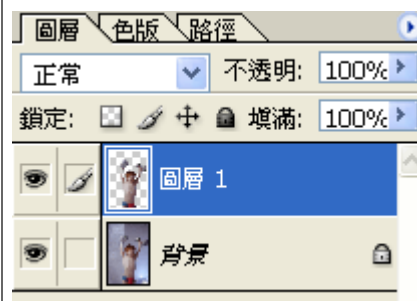 圖層 色版 路徑
正常 不透明: 100%
鎖定: 填滿: 100%
圖層 1
背景